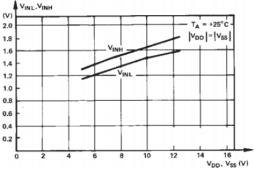 VINL, VINH
(V)
2.0
1.8
1.6
1.4
1.2
1.0
0.8
0.6
0.4
0.2
TA = +25°C
|VDD| = |VSS|
VINH
VINL
0 2 4 6 8 10 12 14 16
VDD, VSS (V)